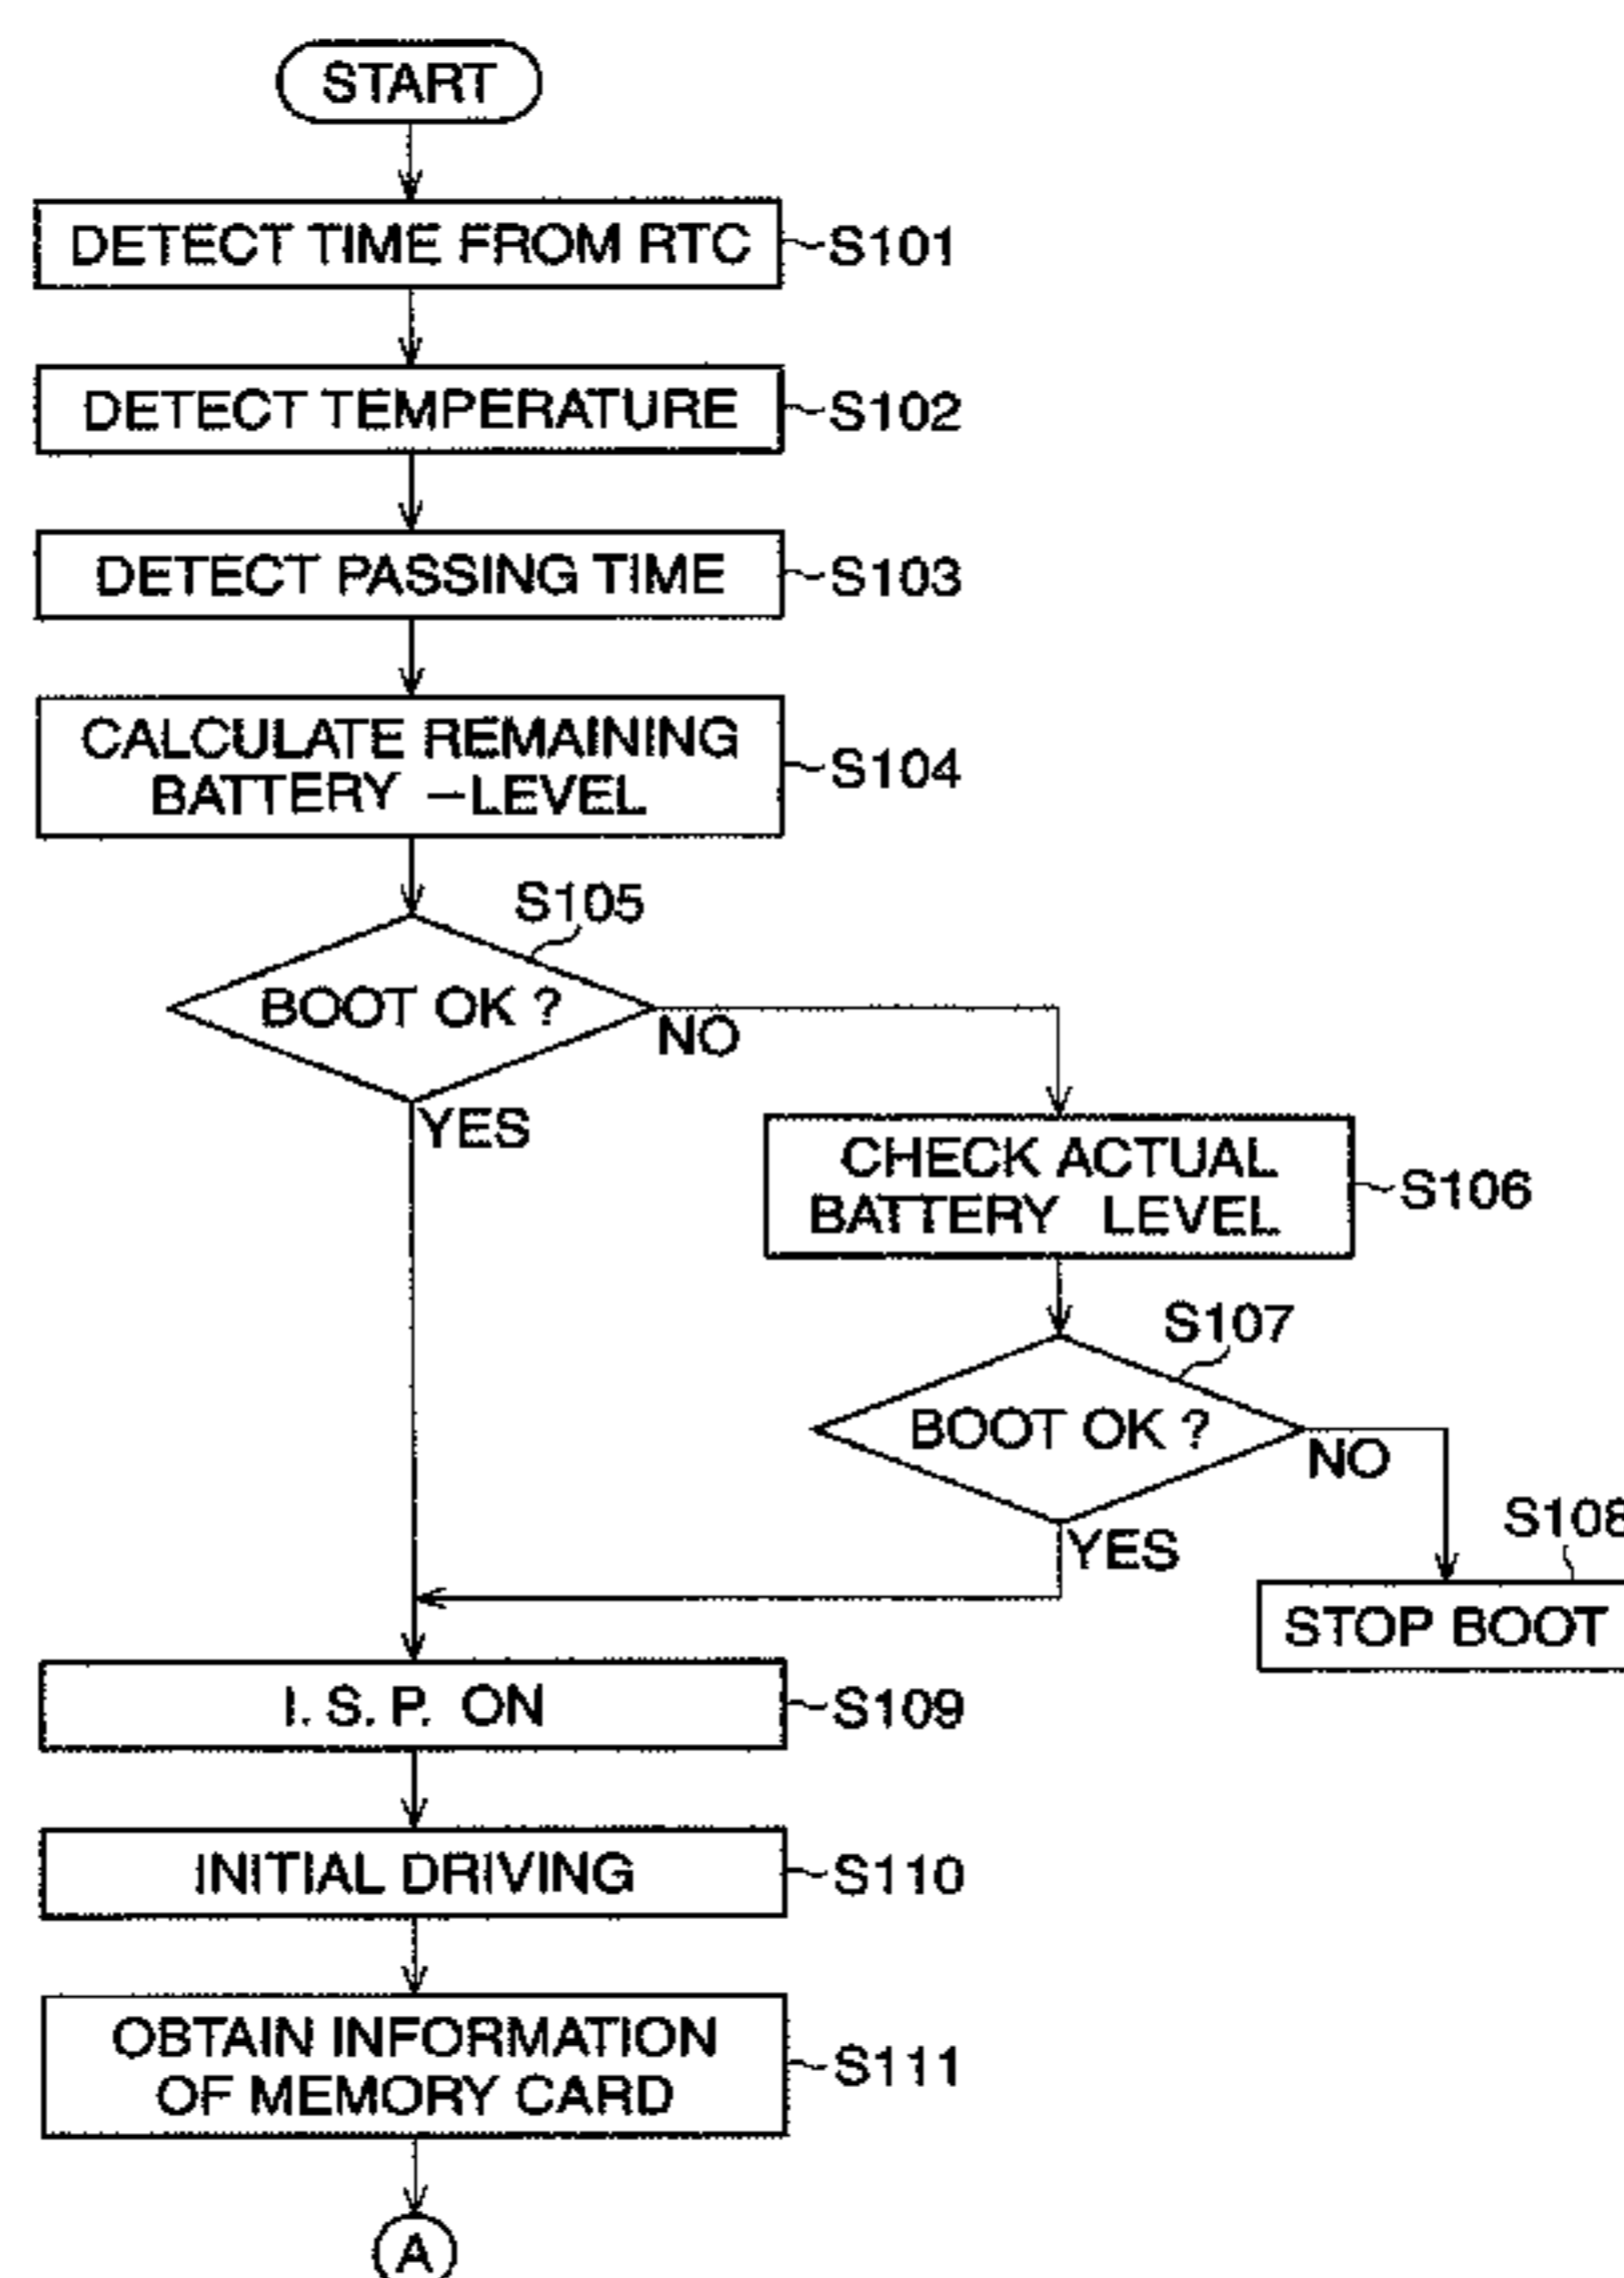 START
DETECT TIME FROM RTC S101
DETECT TEMPERATURE S102
DETECT PASSING TIME S103
CALCULATE REMAINING
BATTERY -LEVEL
S104
S105
BOOT OK ?
NO
YES
CHECK ACTUAL
BATTERY LEVEL
S106
S107
BOOT OK ?
NO
YES
S108
STOP BOOT
I. S. P. ON S109
INITIAL DRIVING S110
OBTAIN INFORMATION
OF MEMORY CARD
S111
A